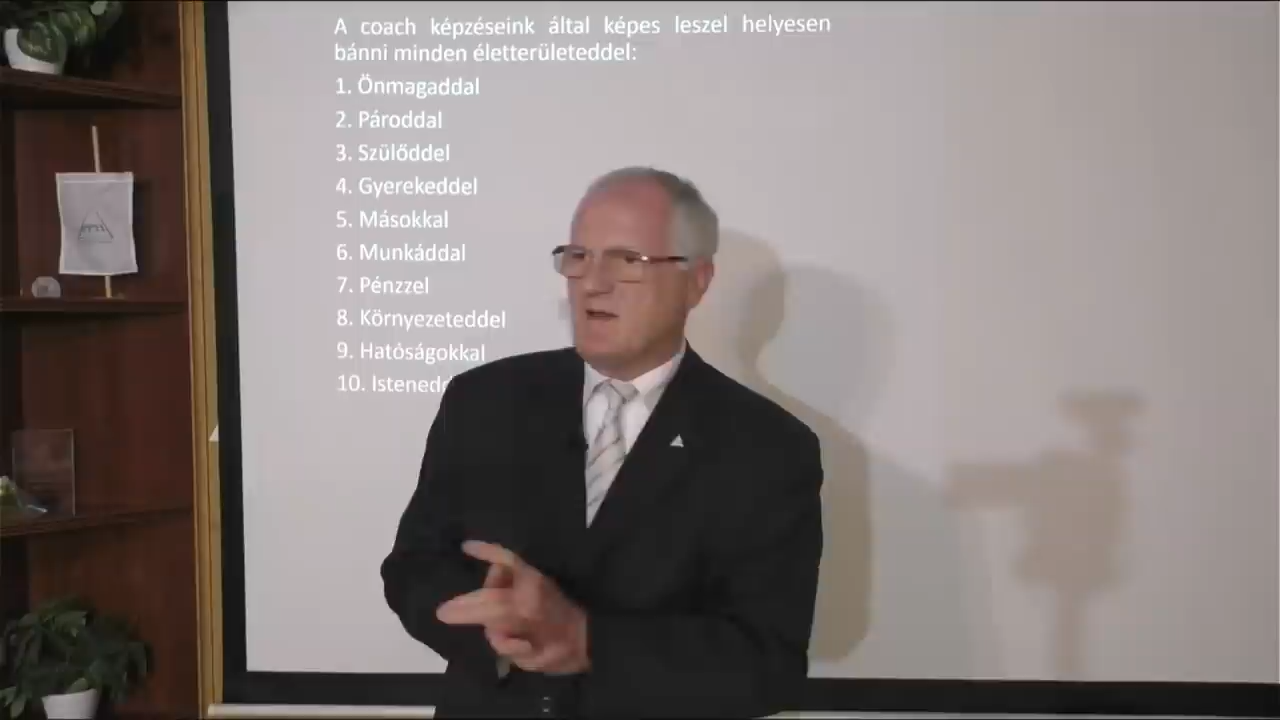 A coach képzéseink által képes leszel helyesen
bánni minden életterületeddel:
1. Önmagaddal
2. Pároddal
3. Szülőddel
4. Gyerekeddel
5. Másokkal
6. Munkáddal
7. Pénzzel
8. Környezeteddel
9. Hatóságokkal
10.